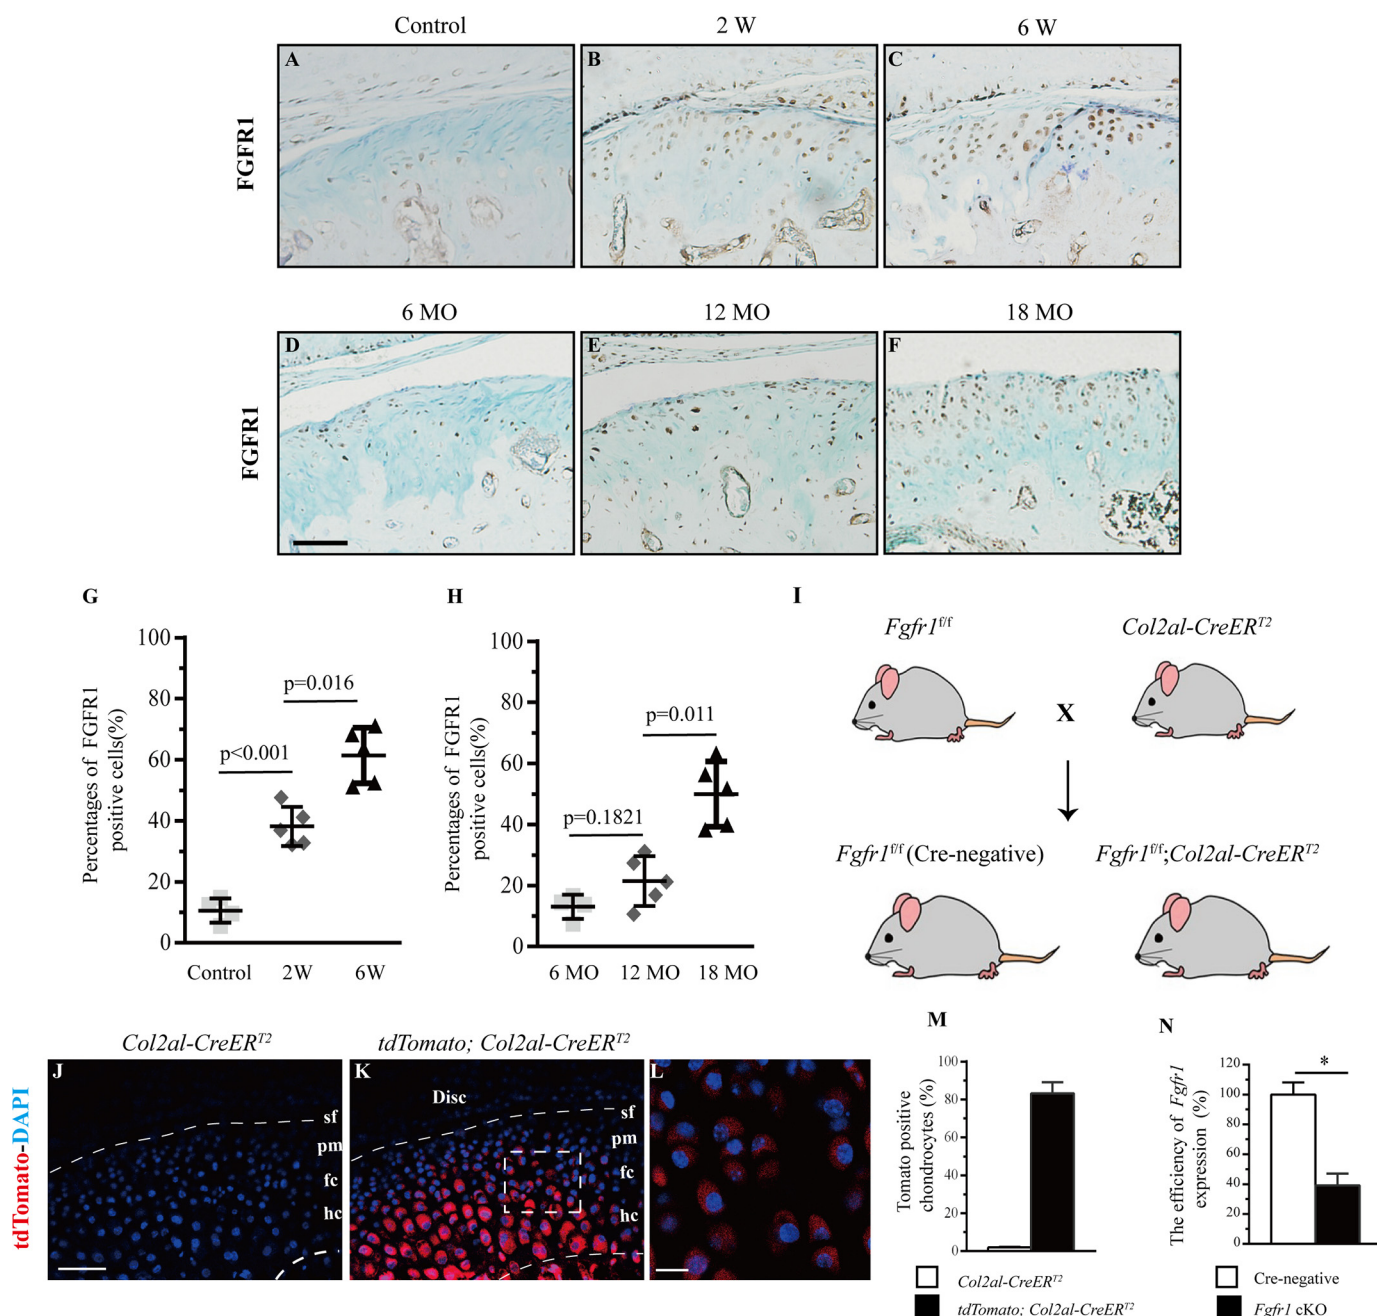 Control
2 W
6 W
A
B
C
FGFR1
6 MO
12 MO
18 MO
D
E
F
FGFR1
G
H
I
Percentages of FGFR1
positive cells(%)
100
80
60
40
20
0
p<0.001
p=0.016
Control
2W
6W
Percentages of FGFR1
positive cells(%)
100
80
60
40
20
0
p=0.1821
p=0.011
6 MO
12 MO
18 MO
Fgfr1f/f
Col2al-CreERT2
X
Fgfr1f/f (Cre-negative)
Fgfr1f/f;Col2al-CreERT2
Col2al-CreERT2
tdTomato; Col2al-CreERT2
tdTomato-DAPI
J
sf
pm
fc
hc
K
Disc
sf
pm
fc
hc
L
M
Tomato positive
chondrocytes (%)
100
80
60
40
20
0
Col2al-CreERT2
tdTomato; Col2al-CreERT2
N
The efficiency of Fgfr1
expression (%)
120
100
80
60
40
20
0
*
Cre-negative
Fgfr1 cKO